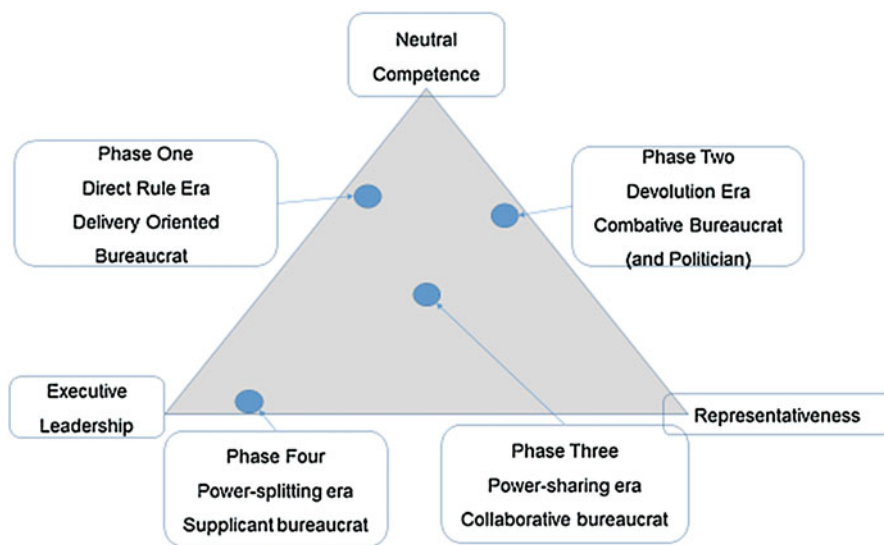 Neutral
Competence
Phase One
Direct Rule Era
Delivery Oriented
Bureaucrat
Phase Two
Devolution Era
Combative Bureaucrat
(and Politician)
Executive
Leadership
Representativeness
Phase Four
Power-splitting era
Supplicant bureaucrat
Phase Three
Power-sharing era
Collaborative bureaucrat